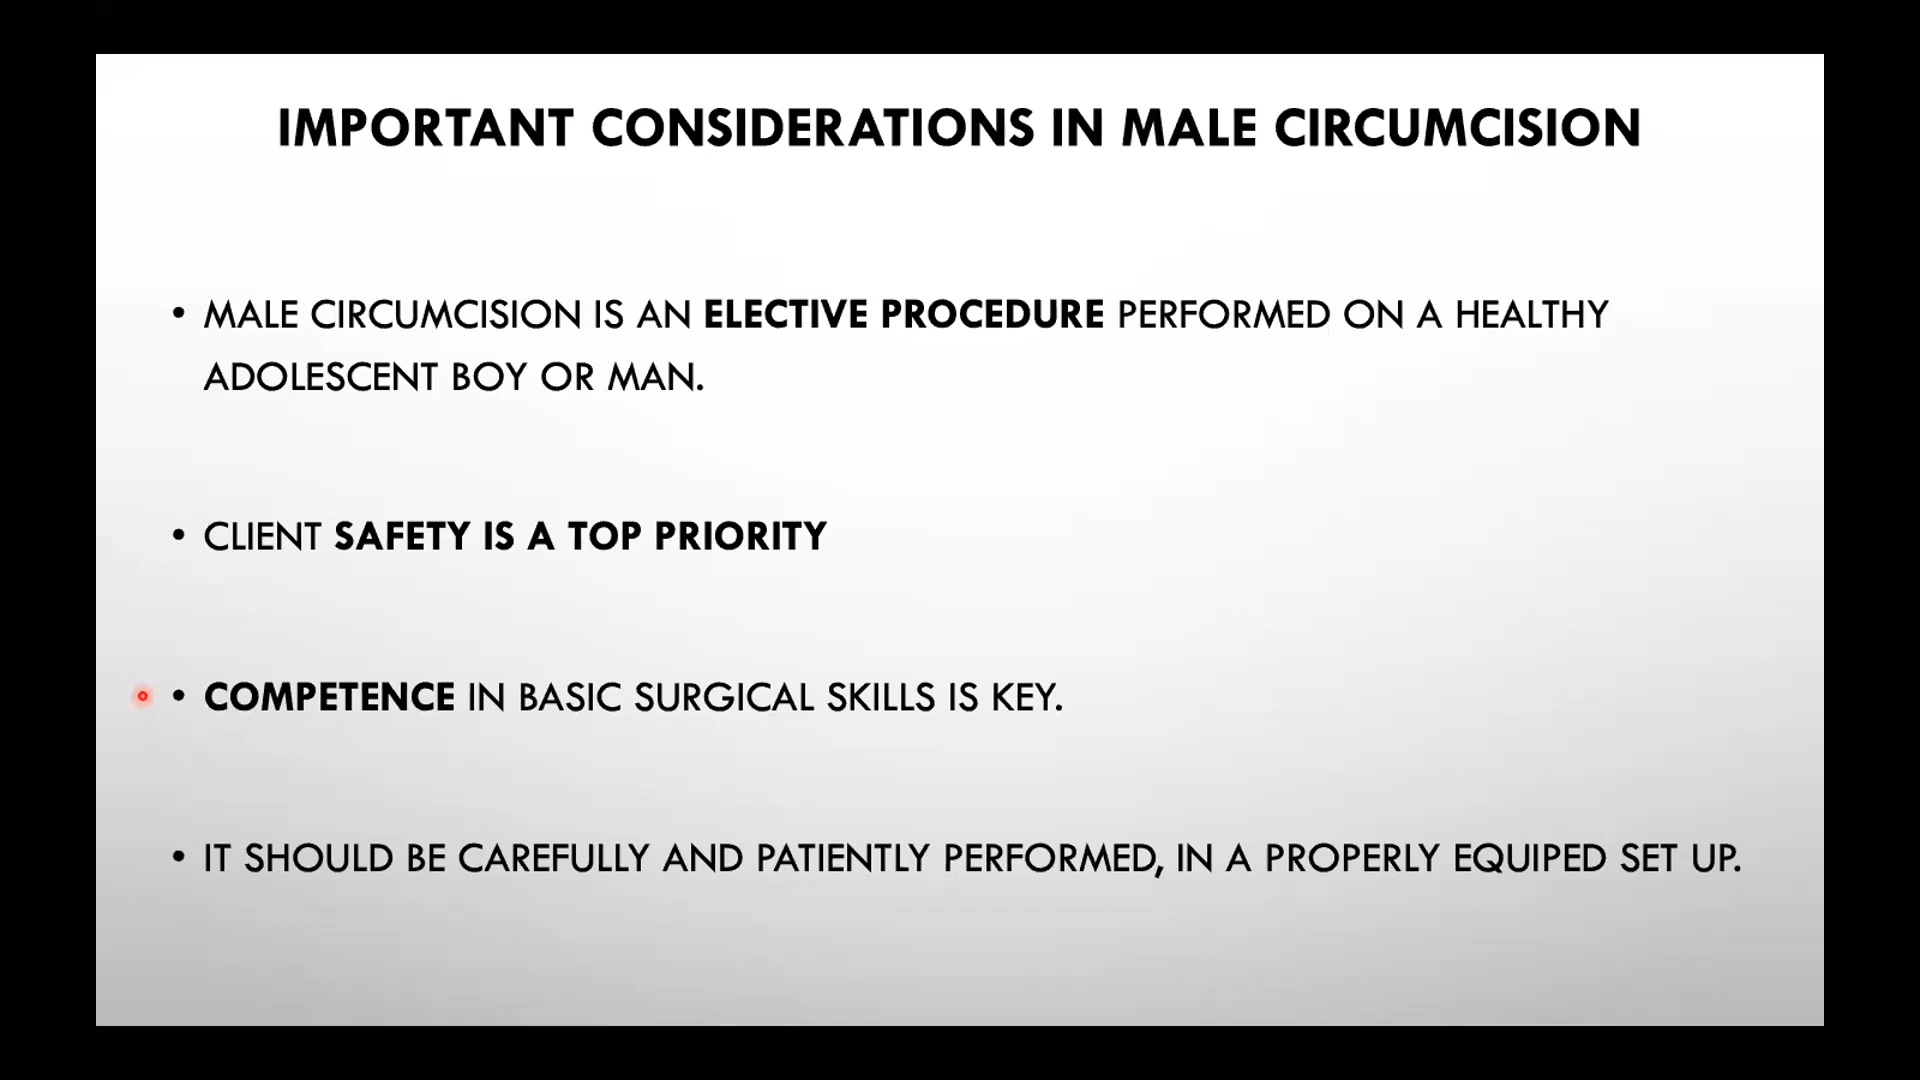 IMPORTANT CONSIDERATIONS IN MALE CIRCUMCISION
• MALE CIRCUMCISION IS AN ELECTIVE PROCEDURE PERFORMED ON A HEALTHY
ADOLESCENT BOY OR MAN.
• CLIENT SAFETY IS A TOP PRIORITY
• COMPETENCE IN BASIC SURGICAL SKILLS IS KEY.
• IT SHOULD BE CAREFULLY AND PATIENTLY PERFORMED, IN A PROPERLY EQUIPED SET UP.